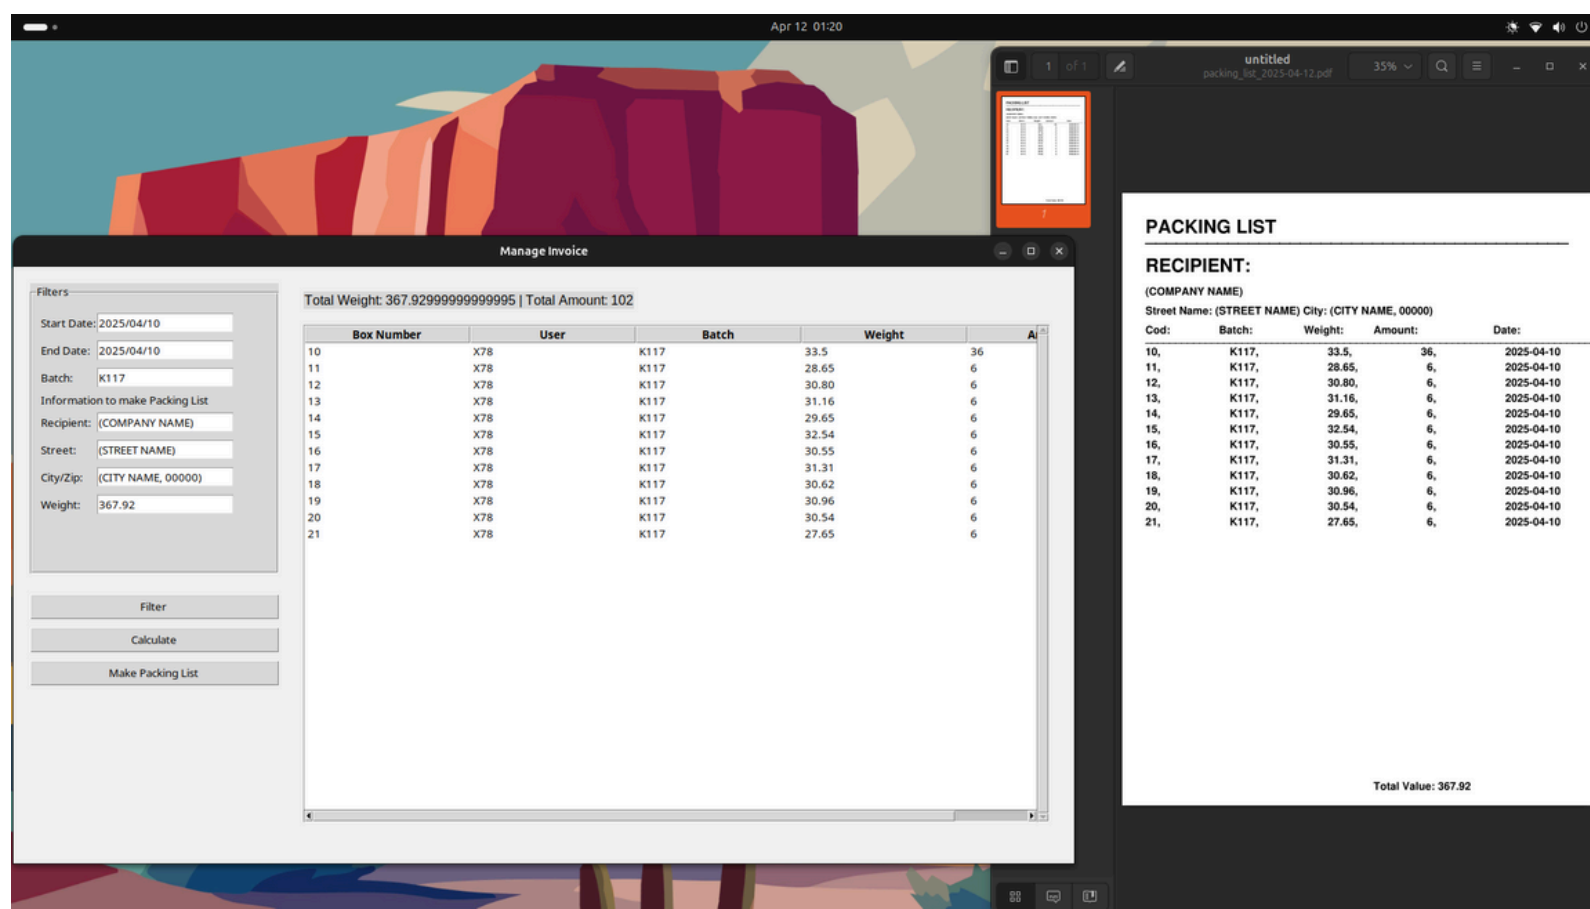 Apr 12 01:20
untitled
1 of 1
packing_list_2025-04-12.pdf
35%
1
Manage Invoice
Filters
Start Date: 2025/04/10
End Date: 2025/04/10
Batch: K117
Information to make Packing List
Recipient: (COMPANY NAME)
Street: (STREET NAME)
City/Zip: (CITY NAME, 00000)
Weight: 367.92
Filter
Calculate
Make Packing List
Total Weight: 367.92999999999995 | Total Amount: 102
Box Number User Batch Weight A
10 X78 K117 33.5 36
11 X78 K117 28.65 6
12 X78 K117 30.80 6
13 X78 K117 31.16 6
14 X78 K117 29.65 6
15 X78 K117 32.54 6
16 X78 K117 30.55 6
17 X78 K117 31.31 6
18 X78 K117 30.62 6
19 X78 K117 30.96 6
20 X78 K117 30.54 6
21 X78 K117 27.65 6
PACKING LIST
RECIPIENT:
(COMPANY NAME)
Street Name: (STREET NAME) City: (CITY NAME, 00000)
Cod: Batch: Weight: Amount: Date:
10, K117, 33.5, 36, 2025-04-10
11, K117, 28.65, 6, 2025-04-10
12, K117, 30.80, 6, 2025-04-10
13, K117, 31.16, 6, 2025-04-10
14, K117, 29.65, 6, 2025-04-10
15, K117, 32.54, 6, 2025-04-10
16, K117, 30.55, 6, 2025-04-10
17, K117, 31.31, 6, 2025-04-10
18, K117, 30.62, 6, 2025-04-10
19, K117, 30.96, 6, 2025-04-10
20, K117, 30.54, 6, 2025-04-10
21, K117, 27.65, 6, 2025-04-10
Total Value: 367.92